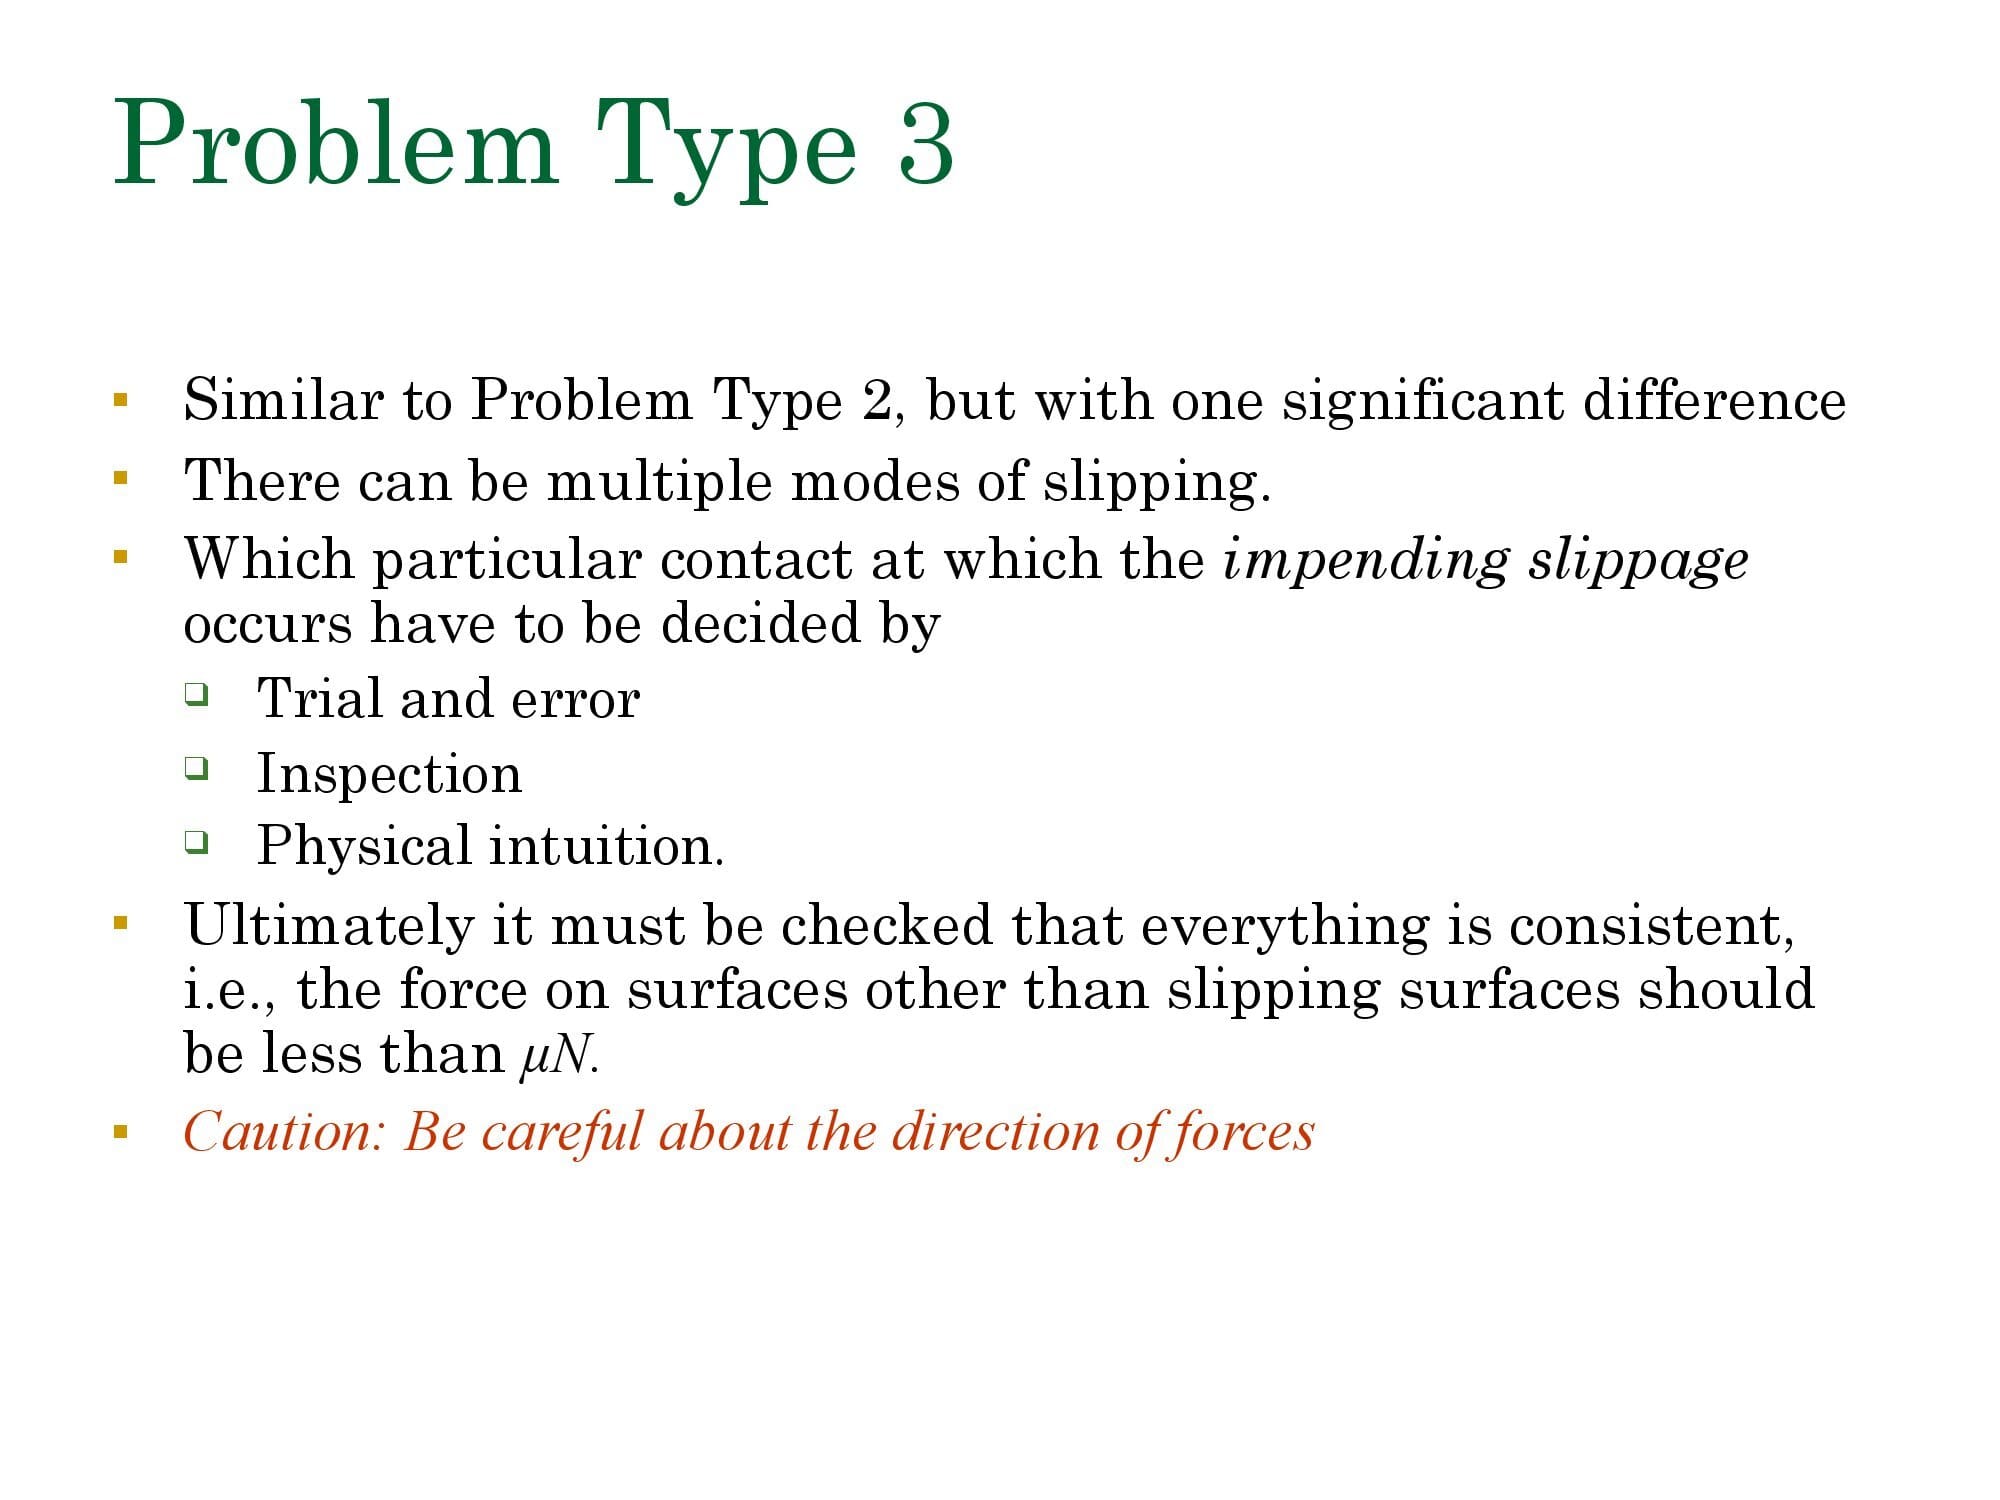 Problem Type 3
Similar to Problem Type 2, but with one significant difference
There can be multiple modes of slipping.
Which particular contact at which the impending slippage
occurs have to be decided by
Trial and error
Inspection
Physical intuition.
Ultimately it must be checked that everything is consistent,
i.e., the force on surfaces other than slipping surfaces should
be less than μN.
Caution: Be careful about the direction of forces